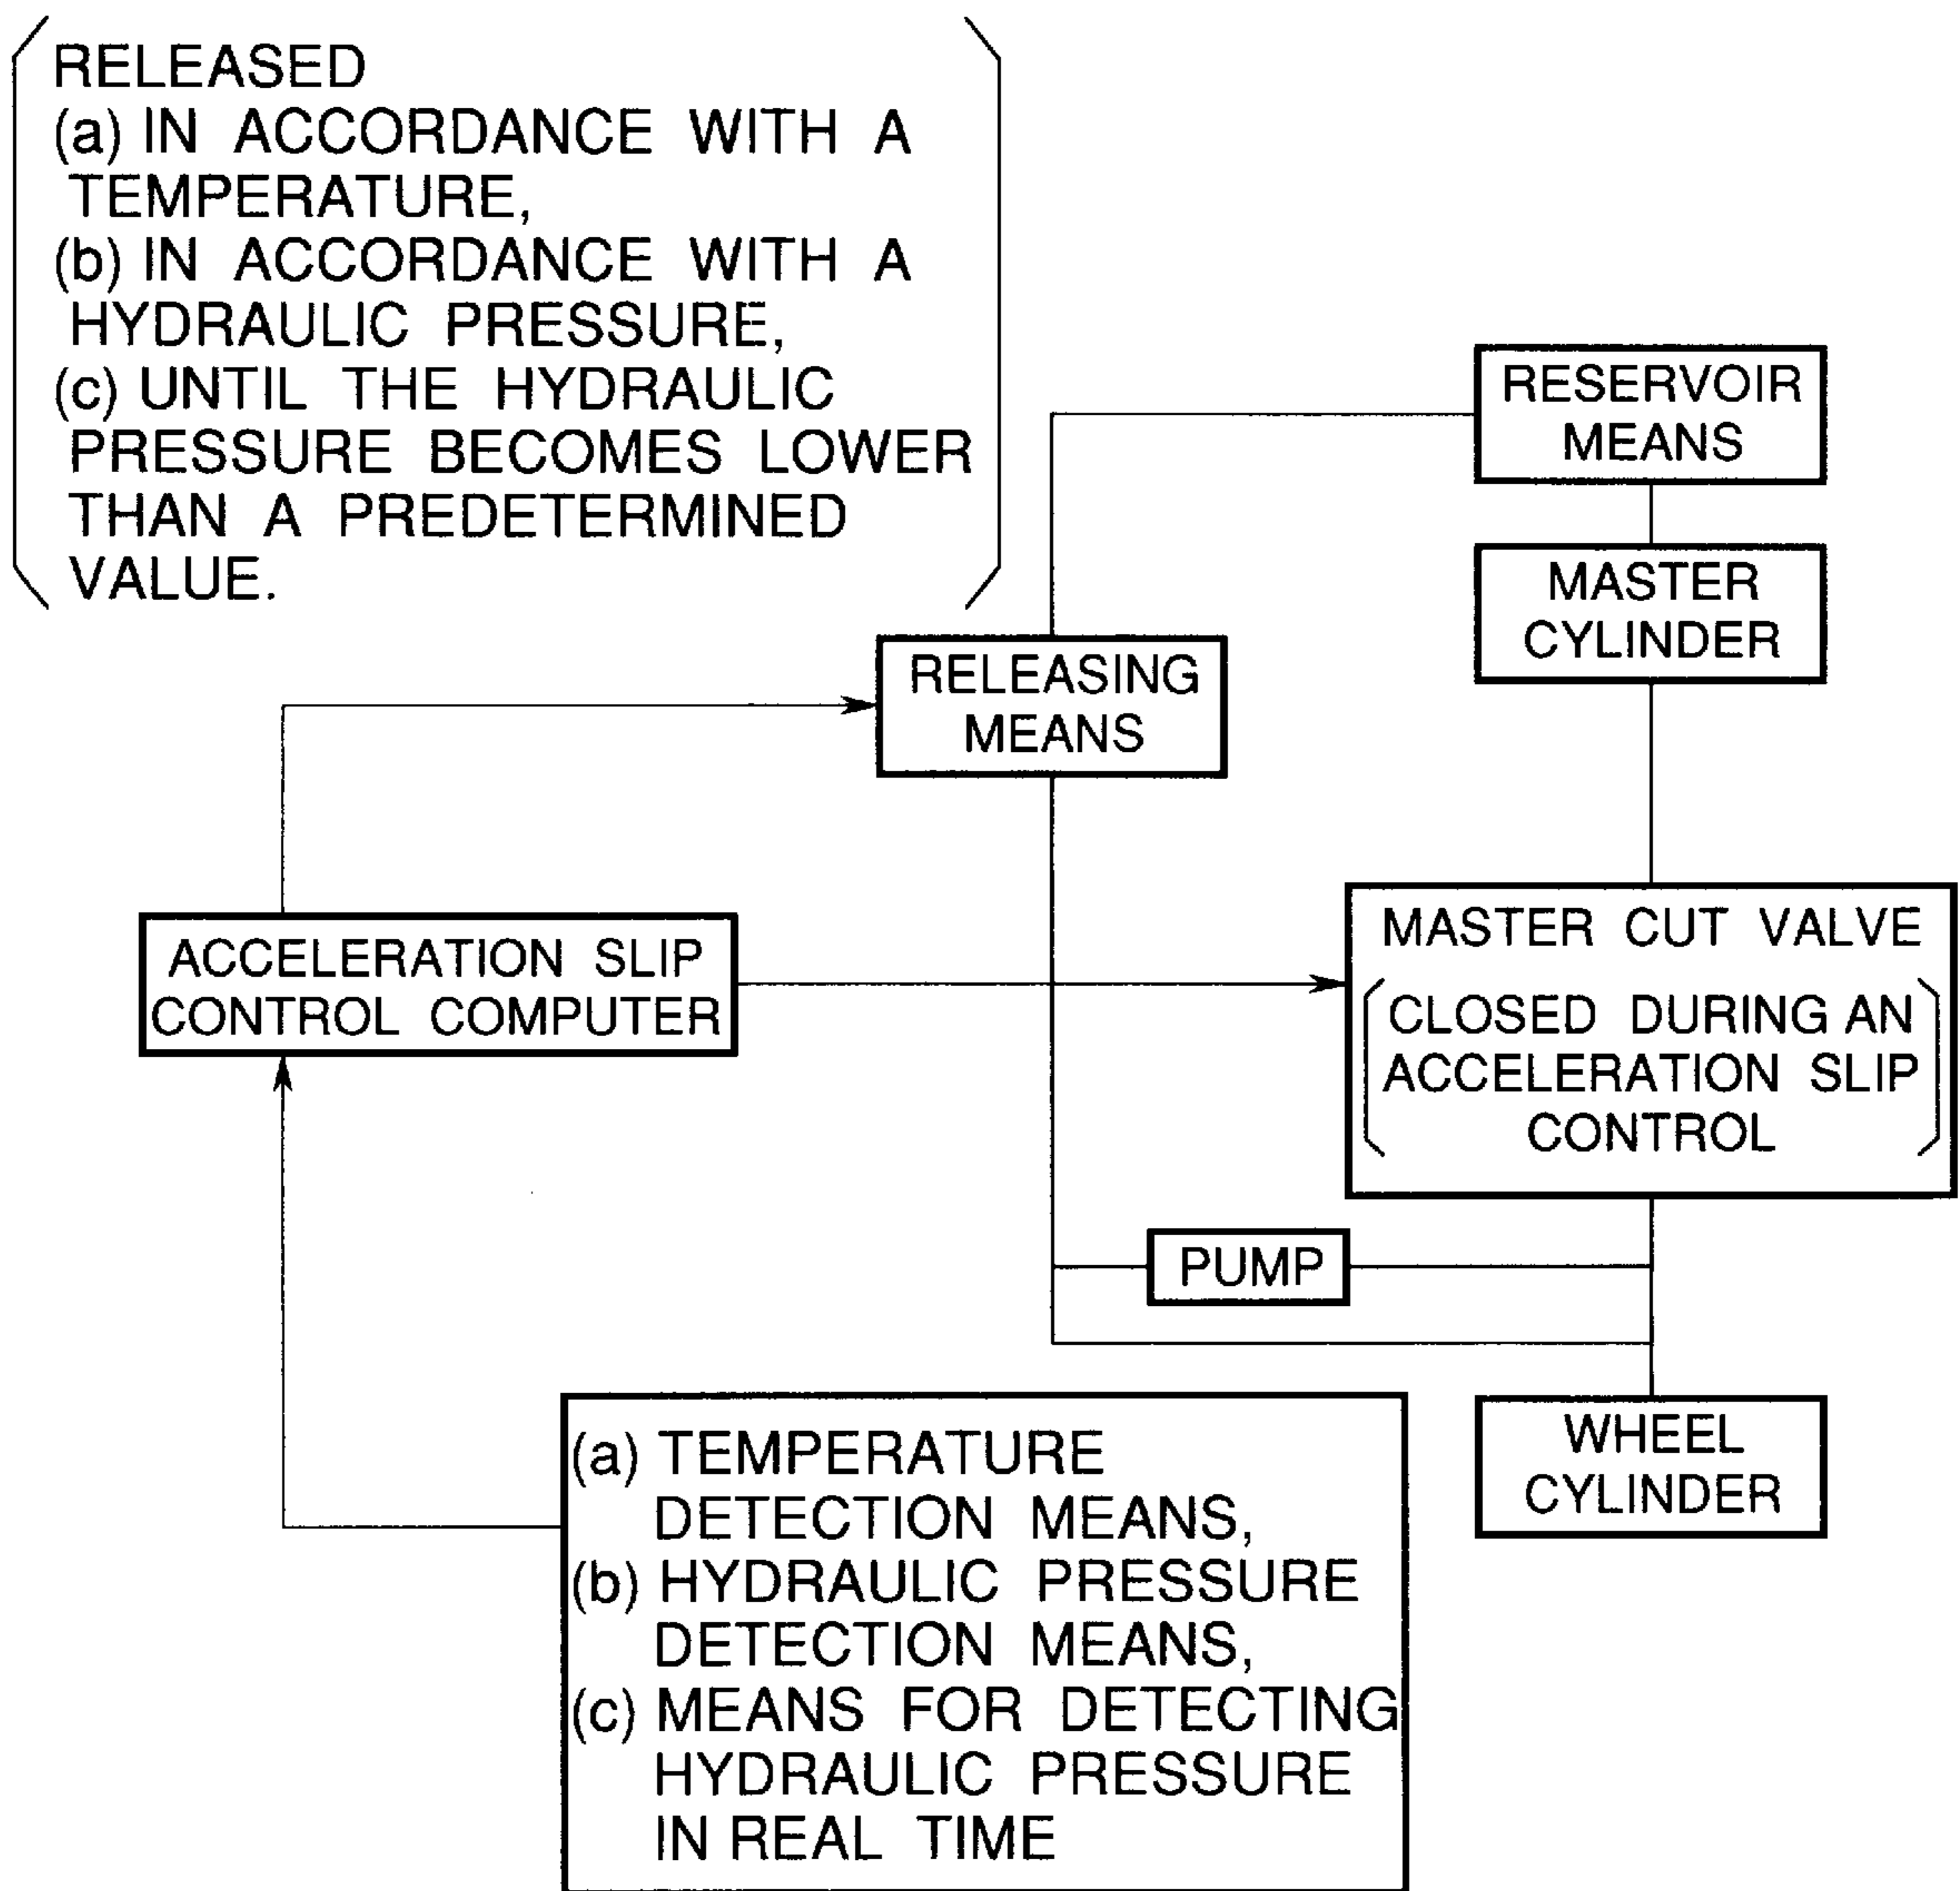 RELEASED
(a) IN ACCORDANCE WITH A
TEMPERATURE,
(b) IN ACCORDANCE WITH A
HYDRAULIC PRESSURE,
(c) UNTIL THE HYDRAULIC
PRESSURE BECOMES LOWER
THAN A PREDETERMINED
VALUE.
RESERVOIR
MEANS
MASTER
CYLINDER
RELEASING
MEANS
ACCELERATION SLIP
CONTROL COMPUTER
MASTER CUT VALVE
CLOSED DURING AN
ACCELERATION SLIP
CONTROL
PUMP
WHEEL
CYLINDER
(a) TEMPERATURE
DETECTION MEANS,
(b) HYDRAULIC PRESSURE
DETECTION MEANS,
(c) MEANS FOR DETECTING
HYDRAULIC PRESSURE
IN REAL TIME